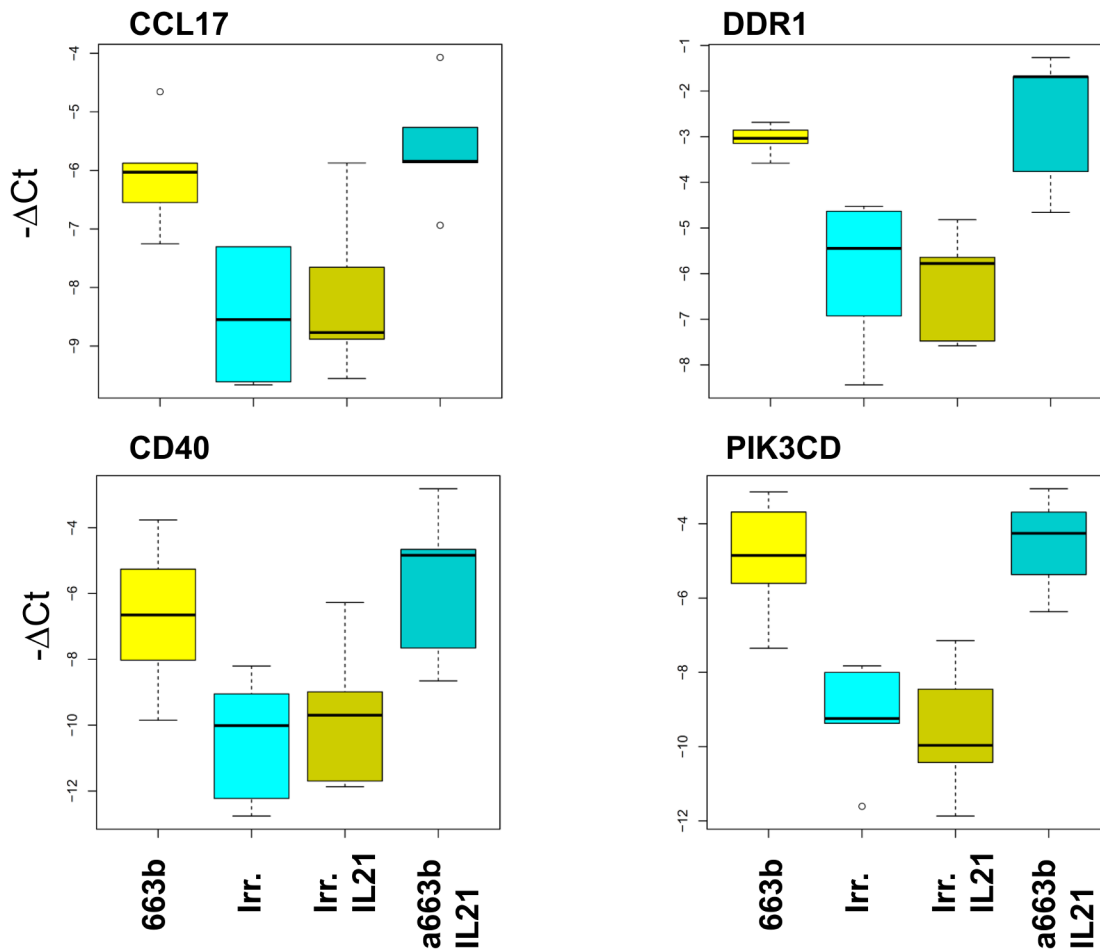 CCL17
DDR1
-ΔCt
-4
-5
-6
-7
-8
-9
-1
-2
-3
-4
-5
-6
-7
-8
CD40
PIK3CD
-ΔCt
-4
-6
-8
-10
-12
-4
-6
-8
-10
-12
663b
Irr.
Irr.
IL21
a663b
IL21
663b
Irr.
Irr.
IL21
a663b
IL21